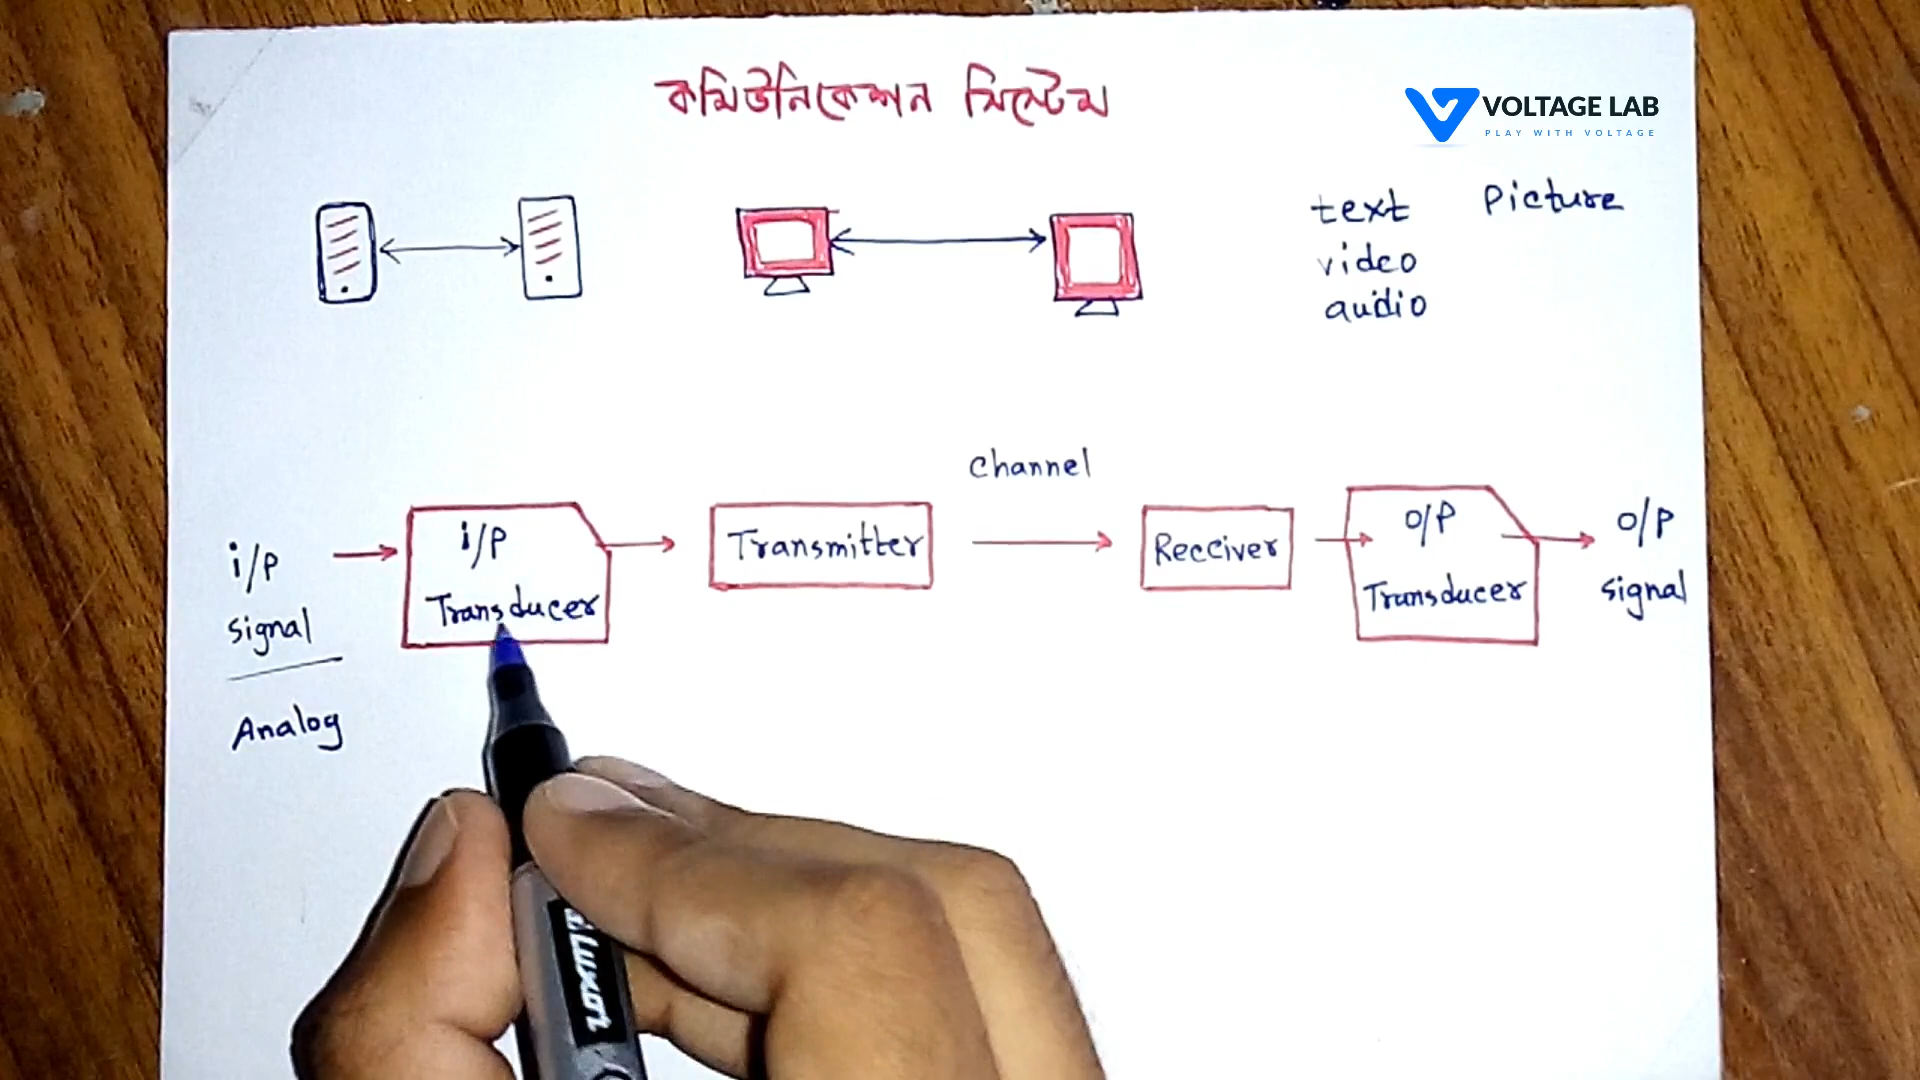 কমিউনিকেশন সিস্টেম
VOLTAGE LAB
PLAY WITH VOLTAGE
text Picture
video
audio
channel
i/p
signal
Analog
i/p
Transducer
Transmitter
Receiver
O/P
Transducer
O/P
signal
Luxor